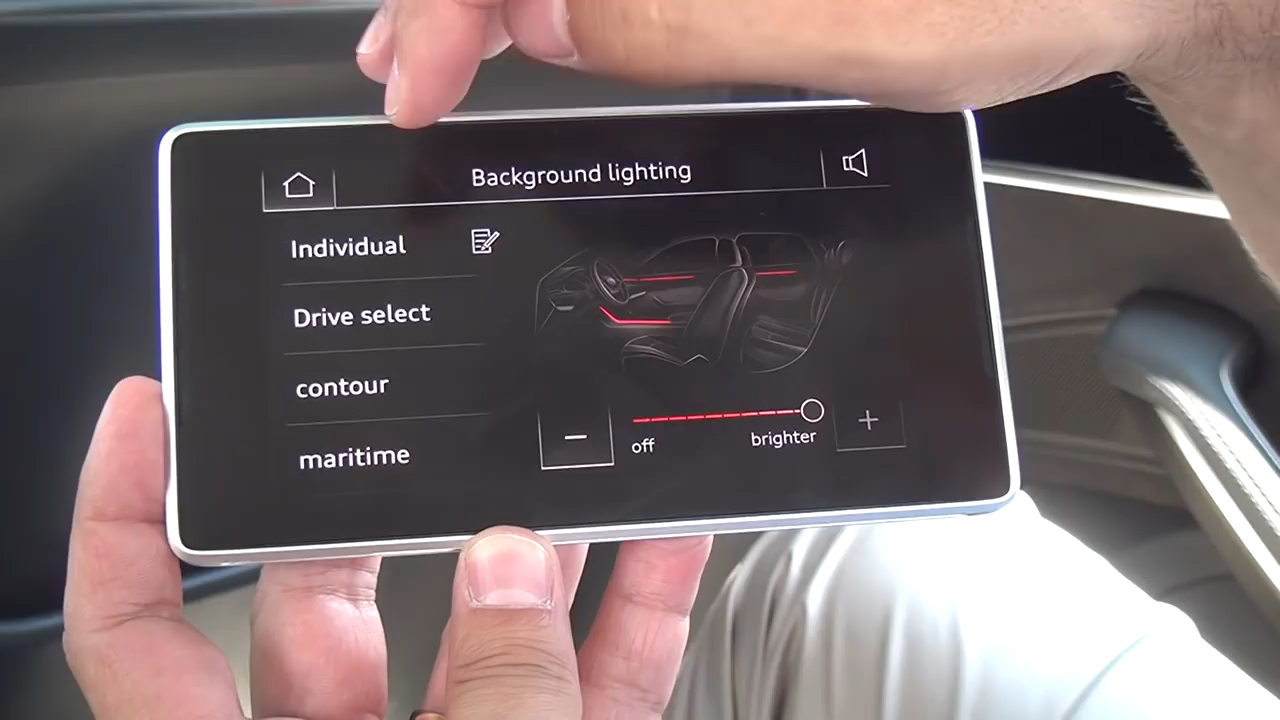 Background lighting
Individual
Drive select
contour
maritime
off
brighter